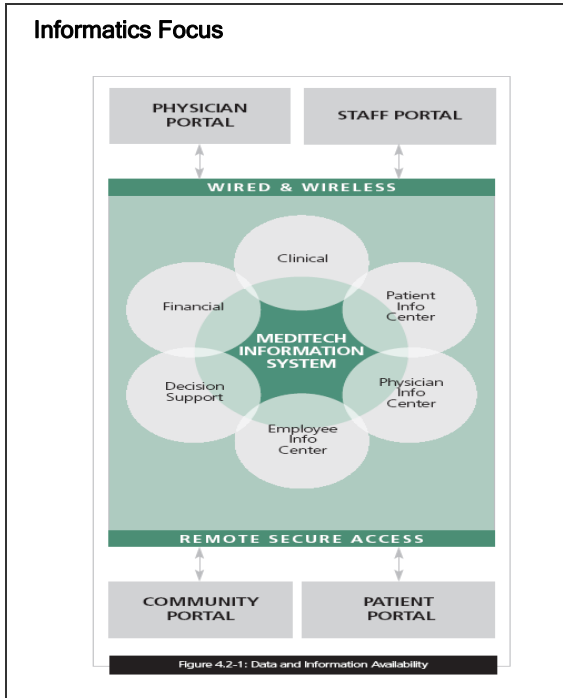 Informatics Focus
PHYSICIAN
PORTAL
STAFF PORTAL
WIRED & WIRELESS
Clinical
Financial
Patient
Info
Center
MEDITECH
INFORMATION
SYSTEM
Decision
Support
Physician
Info
Center
Employee
Info
Center
REMOTE SECURE ACCESS
COMMUNITY
PORTAL
PATIENT
PORTAL
Figure 4.2-1: Data and Information Availability